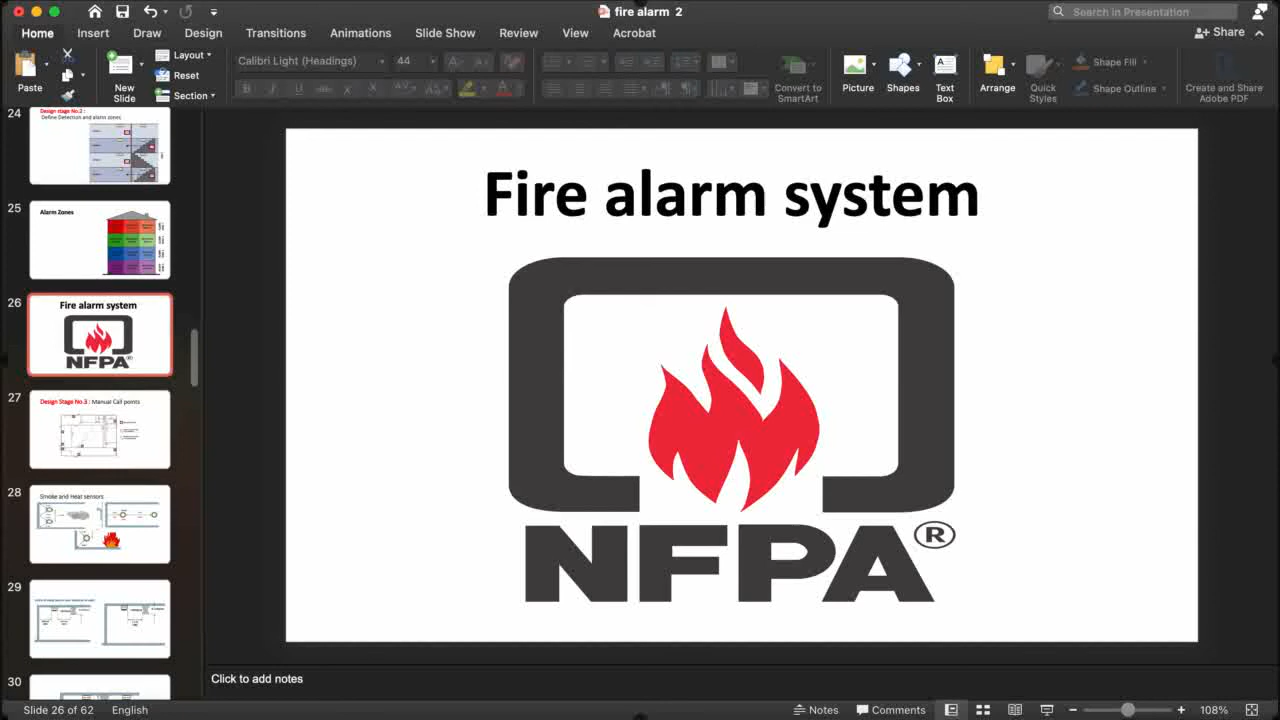 fire alarm 2
Search in Presentation
Home Insert Draw Design Transitions Animations Slide Show Review View Acrobat
Share
Paste
New
Slide
Layout
Reset
Section
Calibri Light (Headings) 44
Convert to
SmartArt
Picture
Shapes
Text
Box
Arrange
Quick
Styles
Shape Fill
Shape Outline
Create and Share
Adobe PDF
24
Design stage No.2 :
Define Detection and alarm zones
25
Alarm Zones
26
Fire alarm system
NFPA®
27
Design Stage No.3 : Manual Call points
28
Smoke and Heat sensors
29
30
Fire alarm system
NFPA®
Click to add notes
Slide 26 of 62 English
Notes Comments
108%